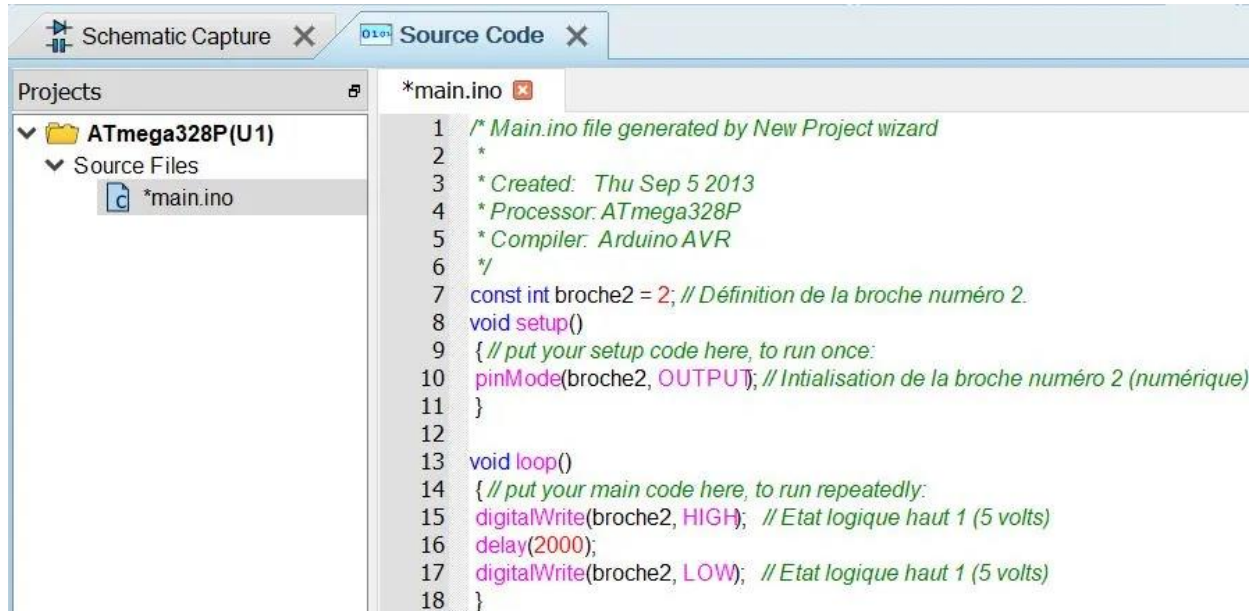 Schematic Capture
Source Code
Projects
*main.ino
ATmega328P(U1)
Source Files
*main.ino
1 /* Main.ino file generated by New Project wizard
2 *
3 * Created: Thu Sep 5 2013
4 * Processor: ATmega328P
5 * Compiler: Arduino AVR
6 */
7 const int broche2 = 2; // Définition de la broche numéro 2.
8 void setup()
9 { // put your setup code here, to run once:
10 pinMode(broche2, OUTPUT); // Intialisation de la broche numéro 2 (numérique)
11 }
12
13 void loop()
14 { // put your main code here, to run repeatedly:
15 digitalWrite(broche2, HIGH); // Etat logique haut 1 (5 volts)
16 delay(2000);
17 digitalWrite(broche2, LOW); // Etat logique haut 1 (5 volts)
18 }